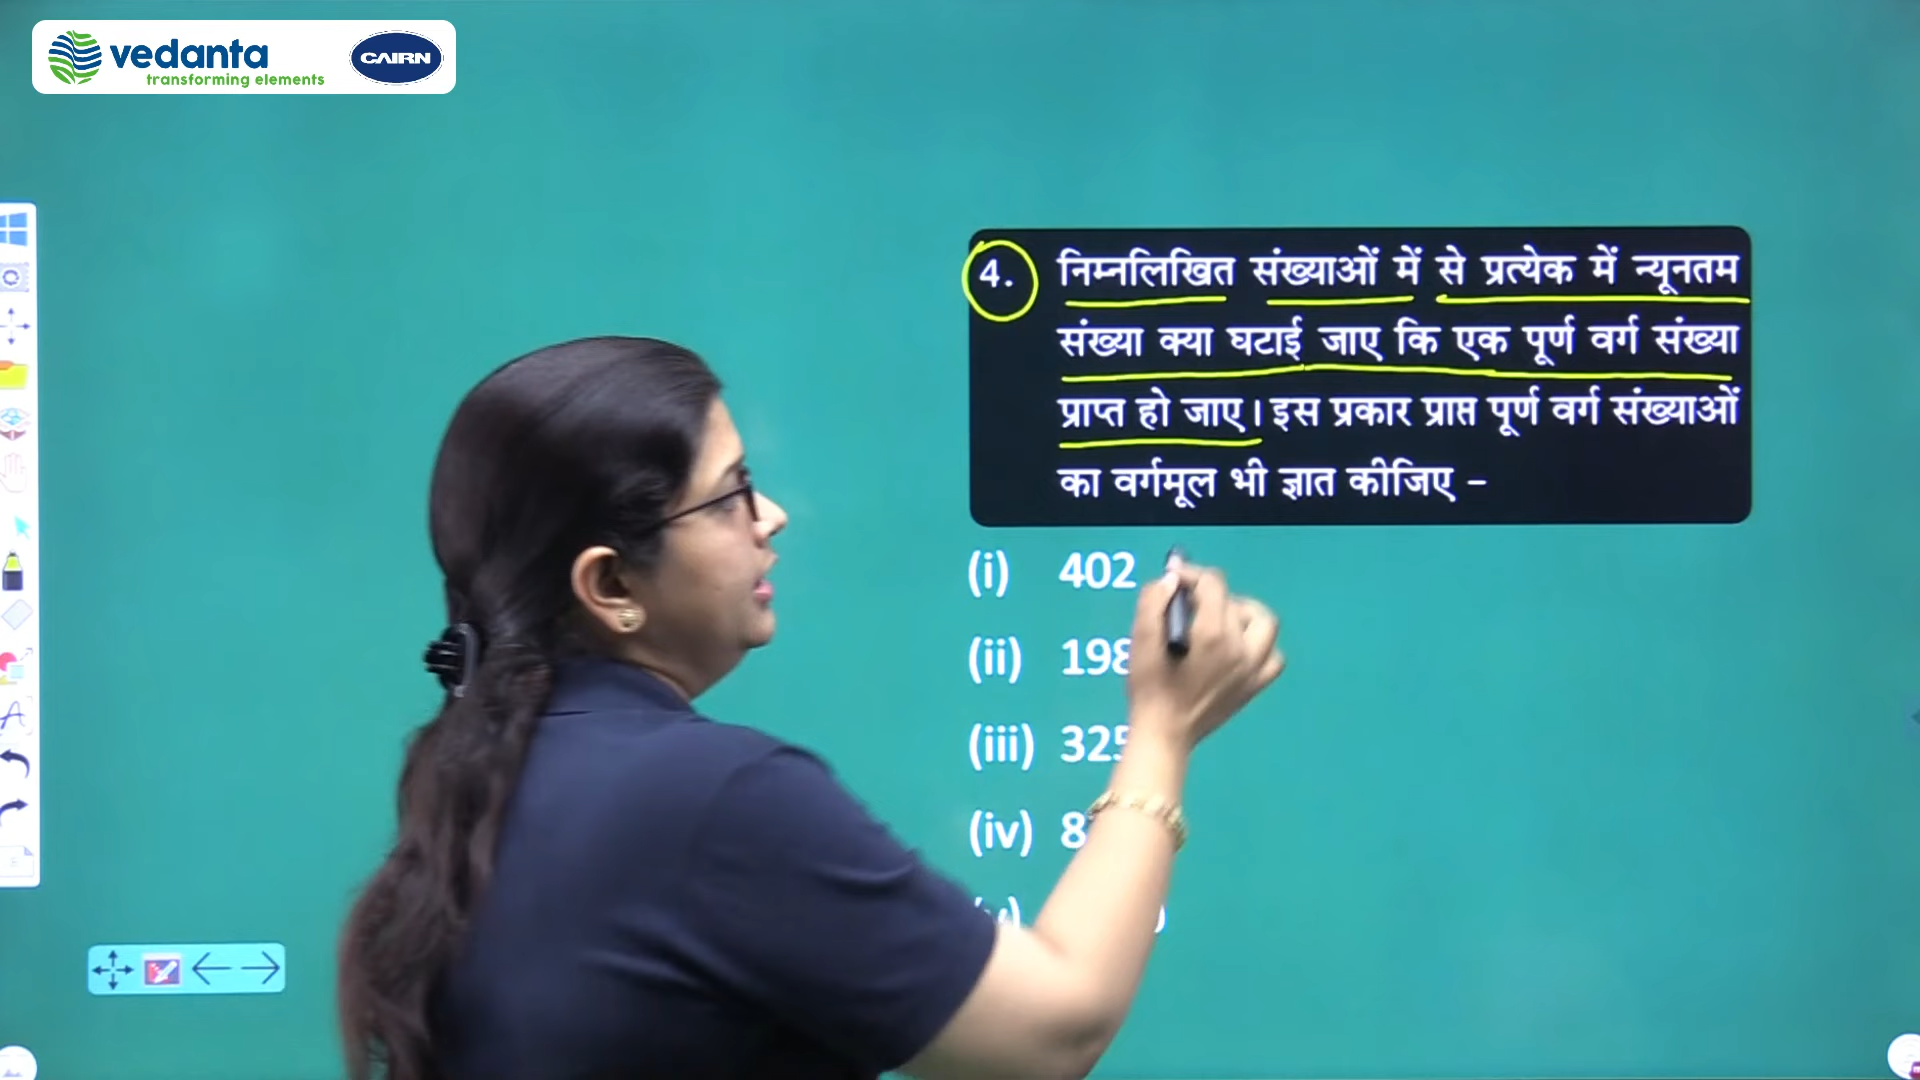 vedanta
transforming elements
CAIRN
4. निम्नलिखित संख्याओं में से प्रत्येक में न्यूनतम
संख्या क्या घटाई जाए कि एक पूर्ण वर्ग संख्या
प्राप्त हो जाए। इस प्रकार प्राप्त पूर्ण वर्ग संख्याओं
का वर्गमूल भी ज्ञात कीजिए –
(i) 402
(ii)
(iii)
(iv)